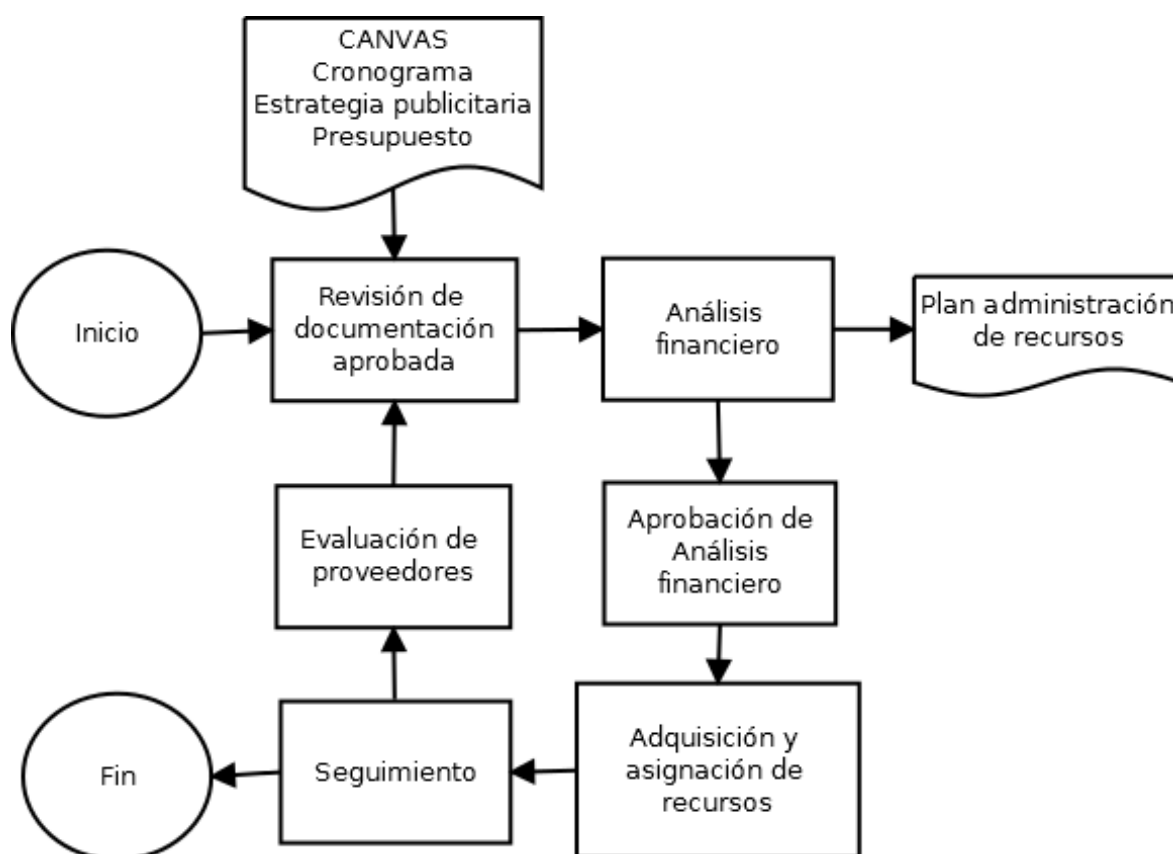 CANVAS
Cronograma
Estrategia publicitaria
Presupuesto
Inicio
Revisión de
documentación
aprobada
Análisis
financiero
Plan administración
de recursos
Evaluación de
proveedores
Aprobación de
Análisis
financiero
Fin
Seguimiento
Adquisición y
asignación de
recursos